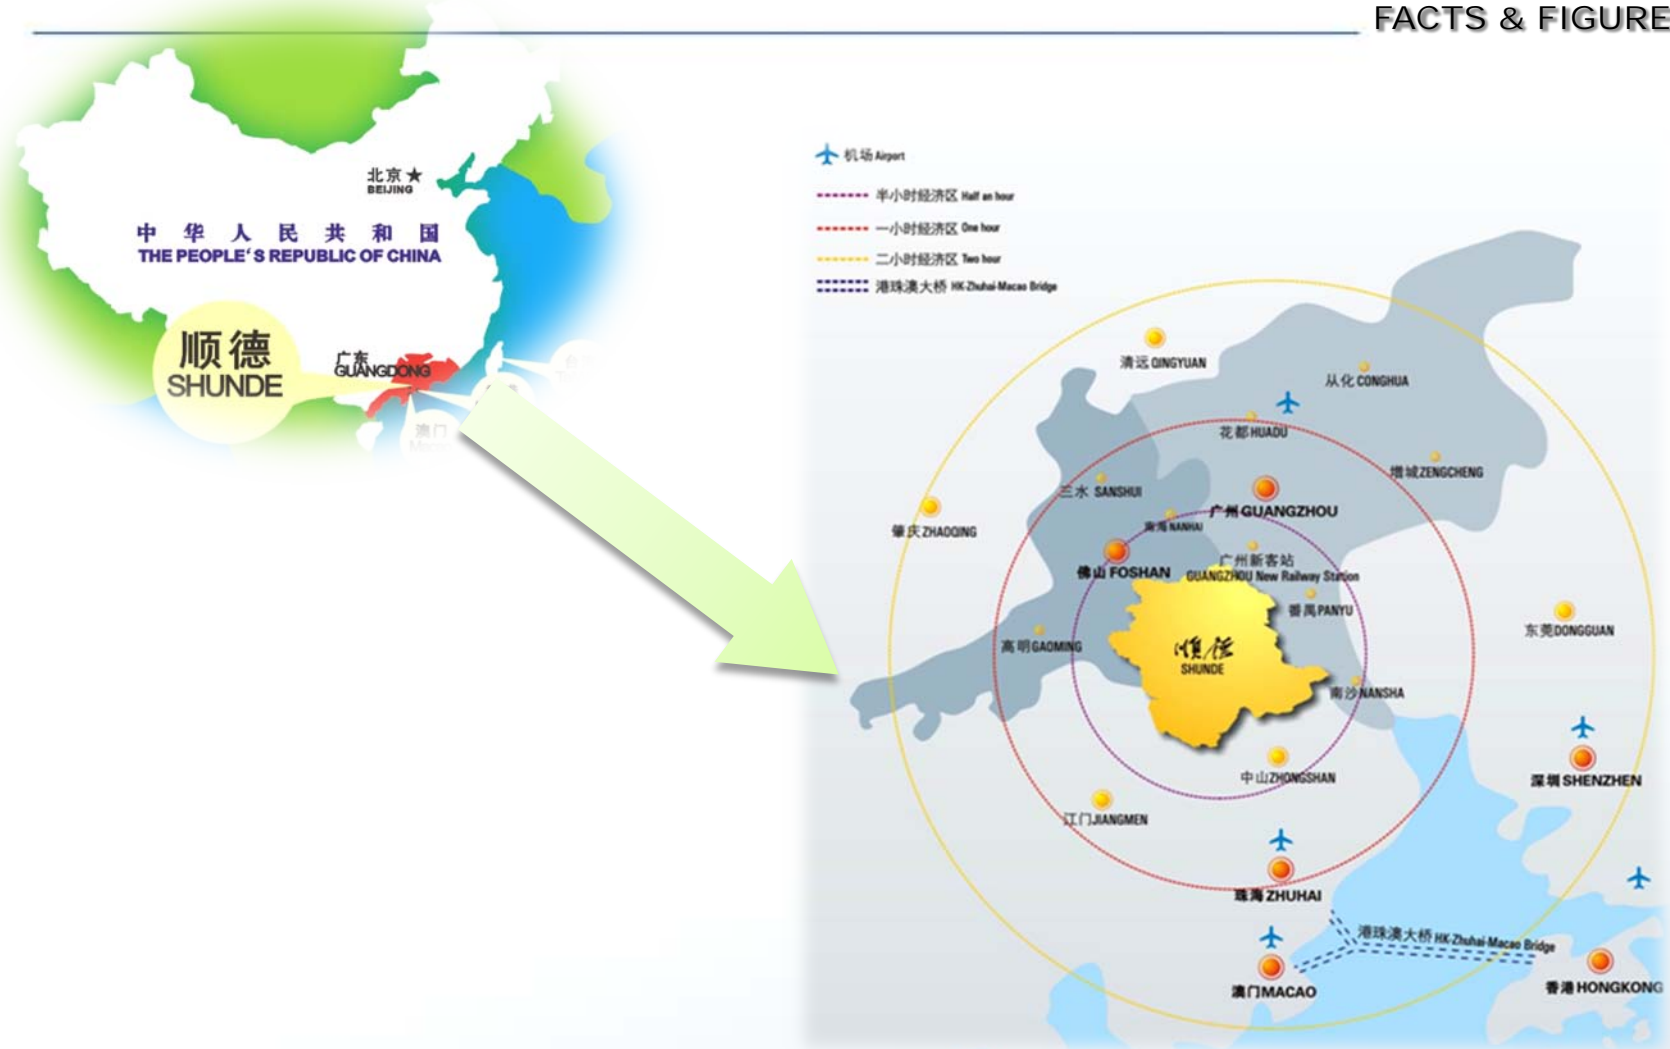 FACTS & FIGURE
北京★
BEIJING
中华人民共和国
THE PEOPLE'S REPUBLIC OF CHINA
顺德
SHUNDE
广东
GUANGDONG
澳门
机场 Airport
半小时经济区 Half an hour
一小时经济区 One hour
二小时经济区 Two hour
港珠澳大桥 HK-Zhuhai-Macao Bridge
清远 QINGYUAN
从化 CONGHUA
花都 HUADU
增城 ZENGCHENG
三水 SANSHUI
广州 GUANGZHOU
南海 NANHAI
肇庆 ZHAOQING
广州新客站
GUANGZHOU New Railway Station
佛山 FOSHAN
番禺 PANYU
东莞 DONGGUAN
高明 GAOMING
順德
SHUNDE
南沙 NANSHA
中山 ZHONGSHAN
深圳 SHENZHEN
江门 JIANGMEN
珠海 ZHUHAI
港珠澳大桥 HK-Zhuhai-Macao Bridge
澳门 MACAO
香港 HONGKONG